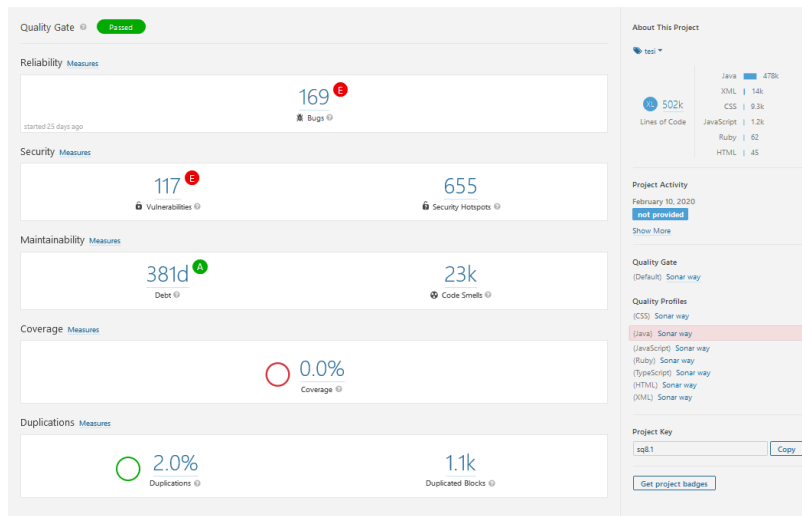 Quality Gate Passed
Reliability Measures
169 E
Bugs
started 25 days ago
Security Measures
117 E
Vulnerabilities
655
Security Hotspots
Maintainability Measures
381d A
Debt
23k
Code Smells
Coverage Measures
0.0%
Coverage
Duplications Measures
2.0%
Duplications
1.1k
Duplicated Blocks
About This Project
tesi
XL 502k
Lines of Code
Java 478k
XML 14k
CSS 9.3k
JavaScript 1.2k
Ruby 62
HTML 45
Project Activity
February 10, 2020
not provided
Show More
Quality Gate
(Default) Sonar way
Quality Profiles
(CSS) Sonar way
(Java) Sonar way
(JavaScript) Sonar way
(Ruby) Sonar way
(TypeScript) Sonar way
(HTML) Sonar way
(XML) Sonar way
Project Key
sq8.1 Copy
Get project badges